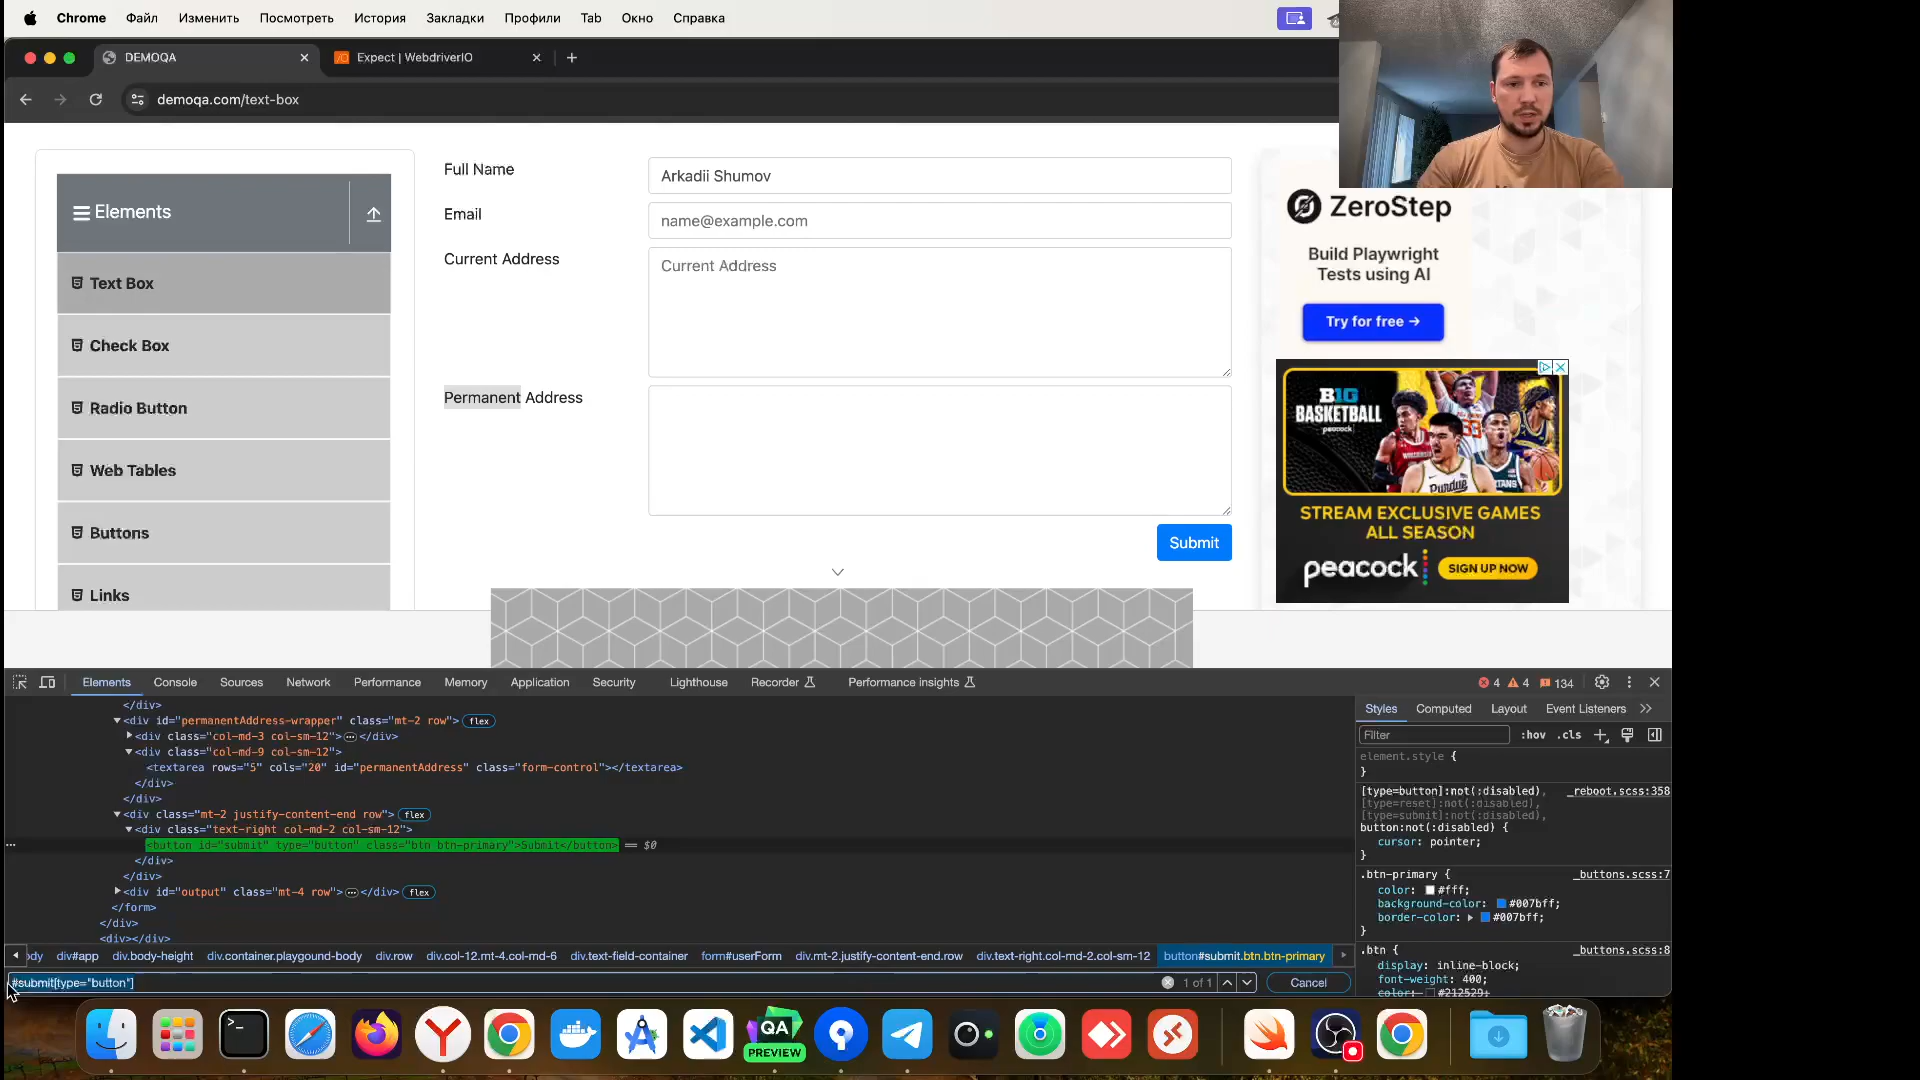 Chrome Файл Изменить Посмотреть История Закладки Профили Tab Окно Справка
DEMOQA
Expect | WebdriverIO
demoqa.com/text-box
Elements
Text Box
Check Box
Radio Button
Web Tables
Buttons
Links
Full Name
Arkadii Shumov
Email
name@example.com
Current Address
Current Address
Permanent Address
Submit
ZeroStep
Build Playwright
Tests using AI
Try for free →
B1G
BASKETBALL
peacock
Purdue
STREAM EXCLUSIVE GAMES
ALL SEASON
peacock
SIGN UP NOW
Elements Console Sources Network Performance Memory Application Security Lighthouse Recorder Performance insights
4 4 134
</div>
<div id="permanentAddress-wrapper" class="mt-2 row"> flex
<div class="col-md-3 col-sm-12"> … </div>
<div class="col-md-9 col-sm-12">
<textarea rows="5" cols="20" id="permanentAddress" class="form-control"></textarea>
</div>
</div>
<div class="mt-2 justify-content-end row"> flex
<div class="text-right col-md-2 col-sm-12">
<button id="submit" type="button" class="btn btn-primary">Submit</button> == $0
</div>
</div>
<div id="output" class="mt-4 row"> … </div> flex
</form>
</div>
<div></div>
dy div#app div.body-height div.container.playgound-body div.row div.col-12.mt-4.col-md-6 div.text-field-container form#userForm div.mt-2.justify-content-end.row div.text-right.col-md-2.col-sm-12 button#submit.btn.btn-primary
#submit[type="button"]
1 of 1
Cancel
Styles Computed Layout Event Listeners
Filter
:hov .cls
element.style {
}
[type=button]:not(:disabled), _reboot.scss:358
[type=reset]:not(:disabled),
[type=submit]:not(:disabled),
button:not(:disabled) {
cursor: pointer;
}
.btn-primary { _buttons.scss:7
color: #fff;
background-color: #007bff;
border-color: #007bff;
}
.btn { _buttons.scss:8
display: inline-block;
font-weight: 400;
color: #212529;
QA
PREVIEW